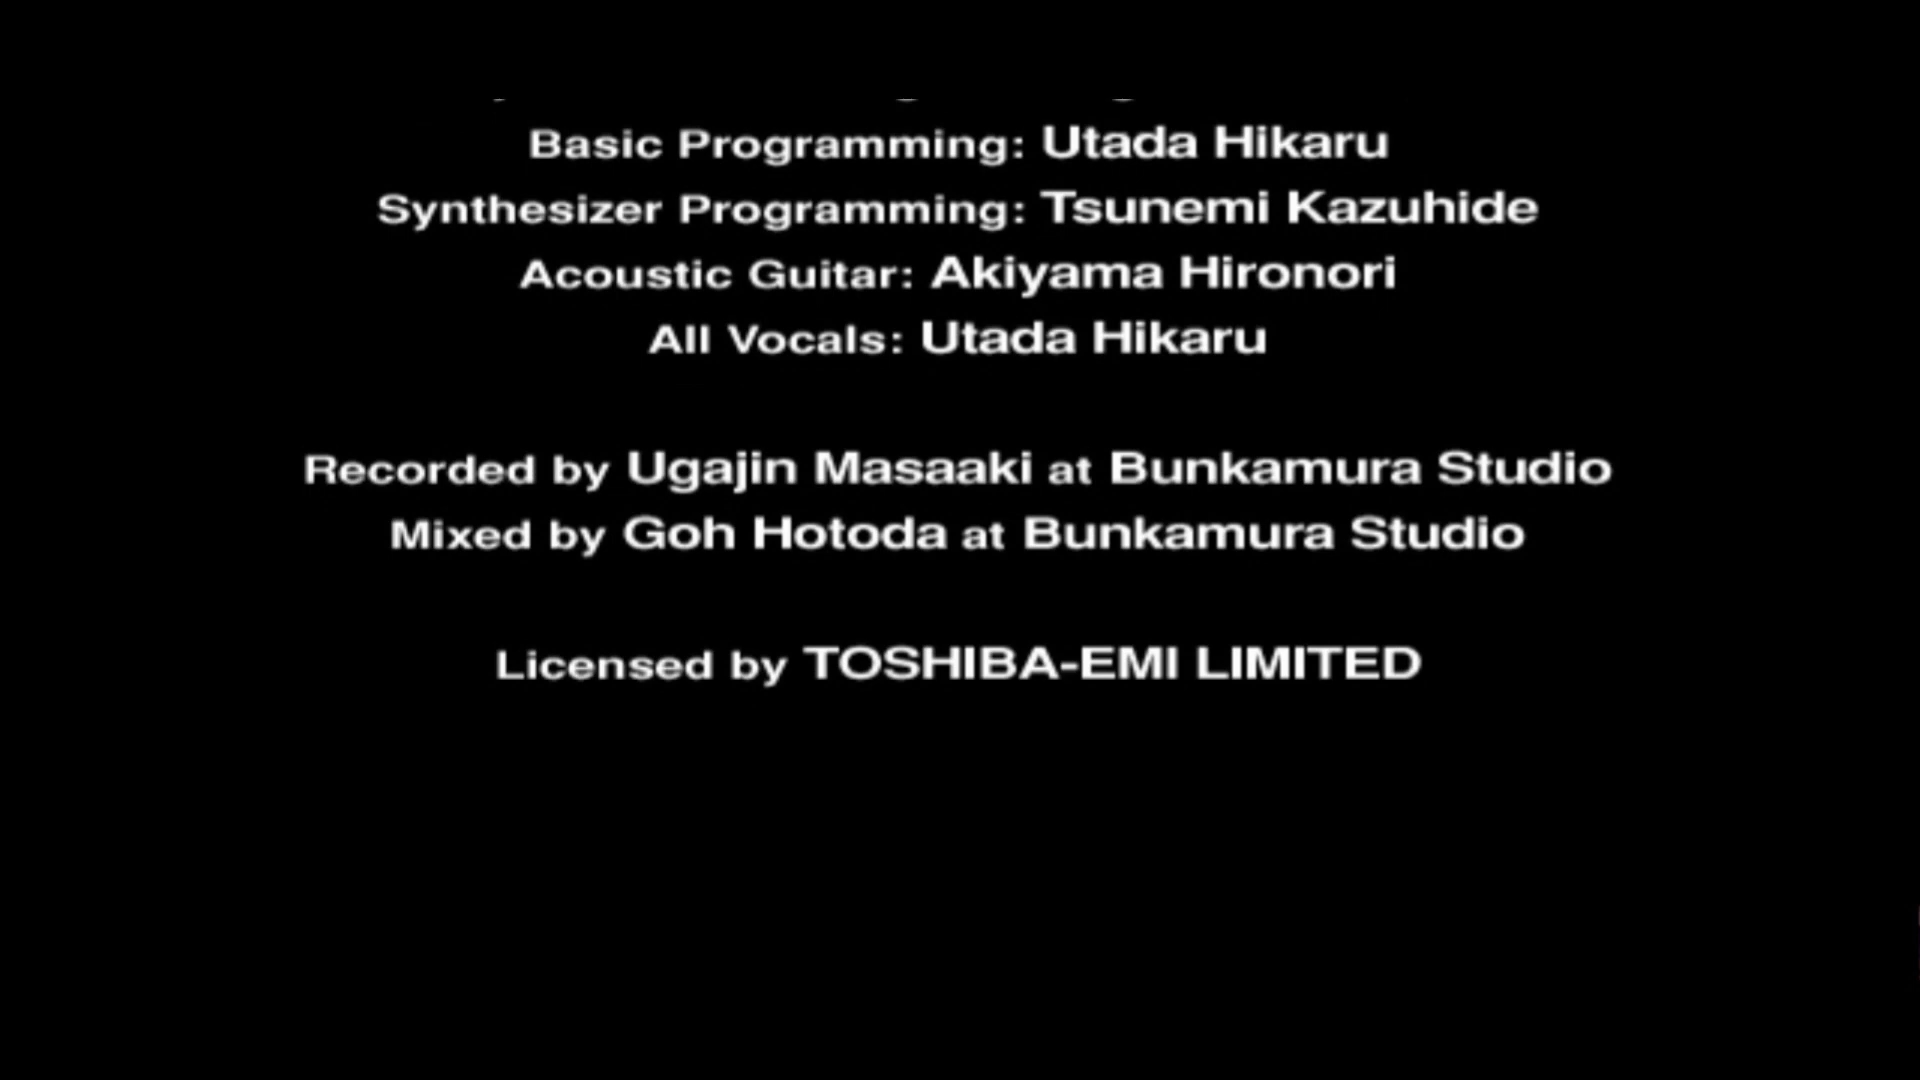 Basic Programming: Utada Hikaru
Synthesizer Programming: Tsunemi Kazuhide
Acoustic Guitar: Akiyama Hironori
All Vocals: Utada Hikaru
Recorded by Ugajin Masaaki at Bunkamura Studio
Mixed by Goh Hotoda at Bunkamura Studio
Licensed by TOSHIBA-EMI LIMITED